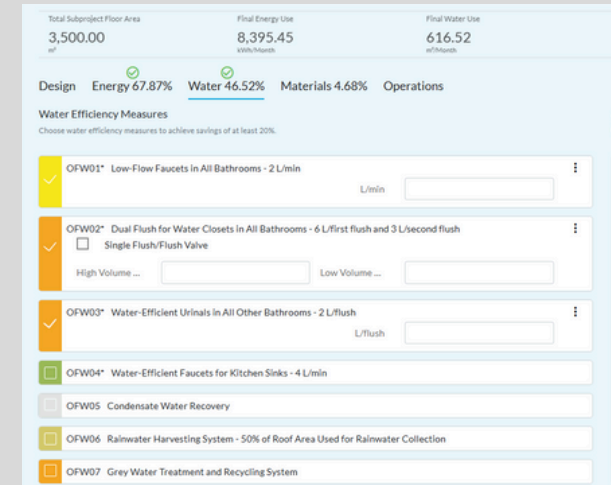 Total Subproject Floor Area Final Energy Use Final Water Use
3,500.00 8,395.45 616.52
m² kWh/Month m³/Month
Design Energy 67.87% Water 46.52% Materials 4.68% Operations
Water Efficiency Measures
Choose water efficiency measures to achieve savings of at least 20%.
OFW01* Low-Flow Faucets in All Bathrooms - 2 L/min
L/min
OFW02* Dual Flush for Water Closets in All Bathrooms - 6 L/first flush and 3 L/second flush
Single Flush/Flush Valve
High Volume ... Low Volume ...
OFW03* Water-Efficient Urinals in All Other Bathrooms - 2 L/flush
L/flush
OFW04* Water-Efficient Faucets for Kitchen Sinks - 4 L/min
OFW05 Condensate Water Recovery
OFW06 Rainwater Harvesting System - 50% of Roof Area Used for Rainwater Collection
OFW07 Grey Water Treatment and Recycling System